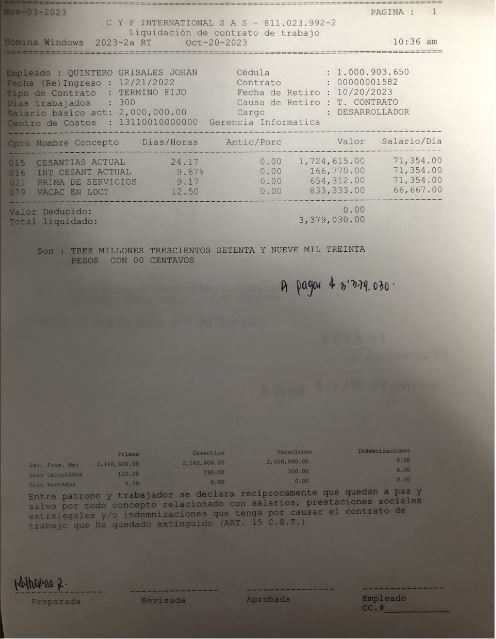 Nov-03-2023 PAGINA : 1
C Y F INTERNATIONAL S A S - 811.023.992-2
Liquidación de contrato de trabajo
Nómina Windows 2023-2a RT Oct-20-2023 10:36 am
Empleado : QUINTERO GRISALES JOHAN Cédula : 1.000.903.650
Fecha (Re)Ingreso : 12/21/2022 Contrato : 00000001582
Tipo de Contrato : TERMINO FIJO Fecha de Retiro : 10/20/2023
Dias trabajados : 300 Causa de Retiro : T. CONTRATO
Salario básico act: 2,000,000.00 Cargo : DESARROLLADOR
Centro de Costos : 13110010000000 Gerencia Informatica
Cpto Nombre Concepto Dias/Horas Antic/Porc Valor Salario/Dia
015 CESANTIAS ACTUAL 24.17 0.00 1,724,615.00 71,354.00
016 INT CESANT ACTUAL 9.67% 0.00 166,770.00 71,354.00
021 PRIMA DE SERVICIOS 9.17 0.00 654,312.00 71,354.00
079 VACAC EN LDCT 12.50 0.00 833,333.00 66,667.00
Valor Deducido: 0.00
Total liquidado: 3,379,030.00
Son : TRES MILLONES TRESCIENTOS SETENTA Y NUEVE MIL TREINTA
PESOS CON 00 CENTAVOS
A pagar $ 3'379.030.
Primas Cesantias Vacaciones Indemnizaciones
Sal. Prom. Mes 2,140,606.00 2,140,606.00 2,000,000.00 0.00
Dias Calculados 110.00 290.00 300.00 0.00
Dias Restados 0.00 0.00 0.00 0.00
Entre patrono y trabajador se declara reciprocamente que quedan a paz y
salvo por todo concepto relacionado con salarios, prestaciones sociales
extralegales y/o indemnizaciones que tenga por causar el contrato de
trabajo que ha quedado extinguido (ART. 15 C.S.T.)
Katherine R.
Preparada Revisada Aprobada Empleado
CC.#